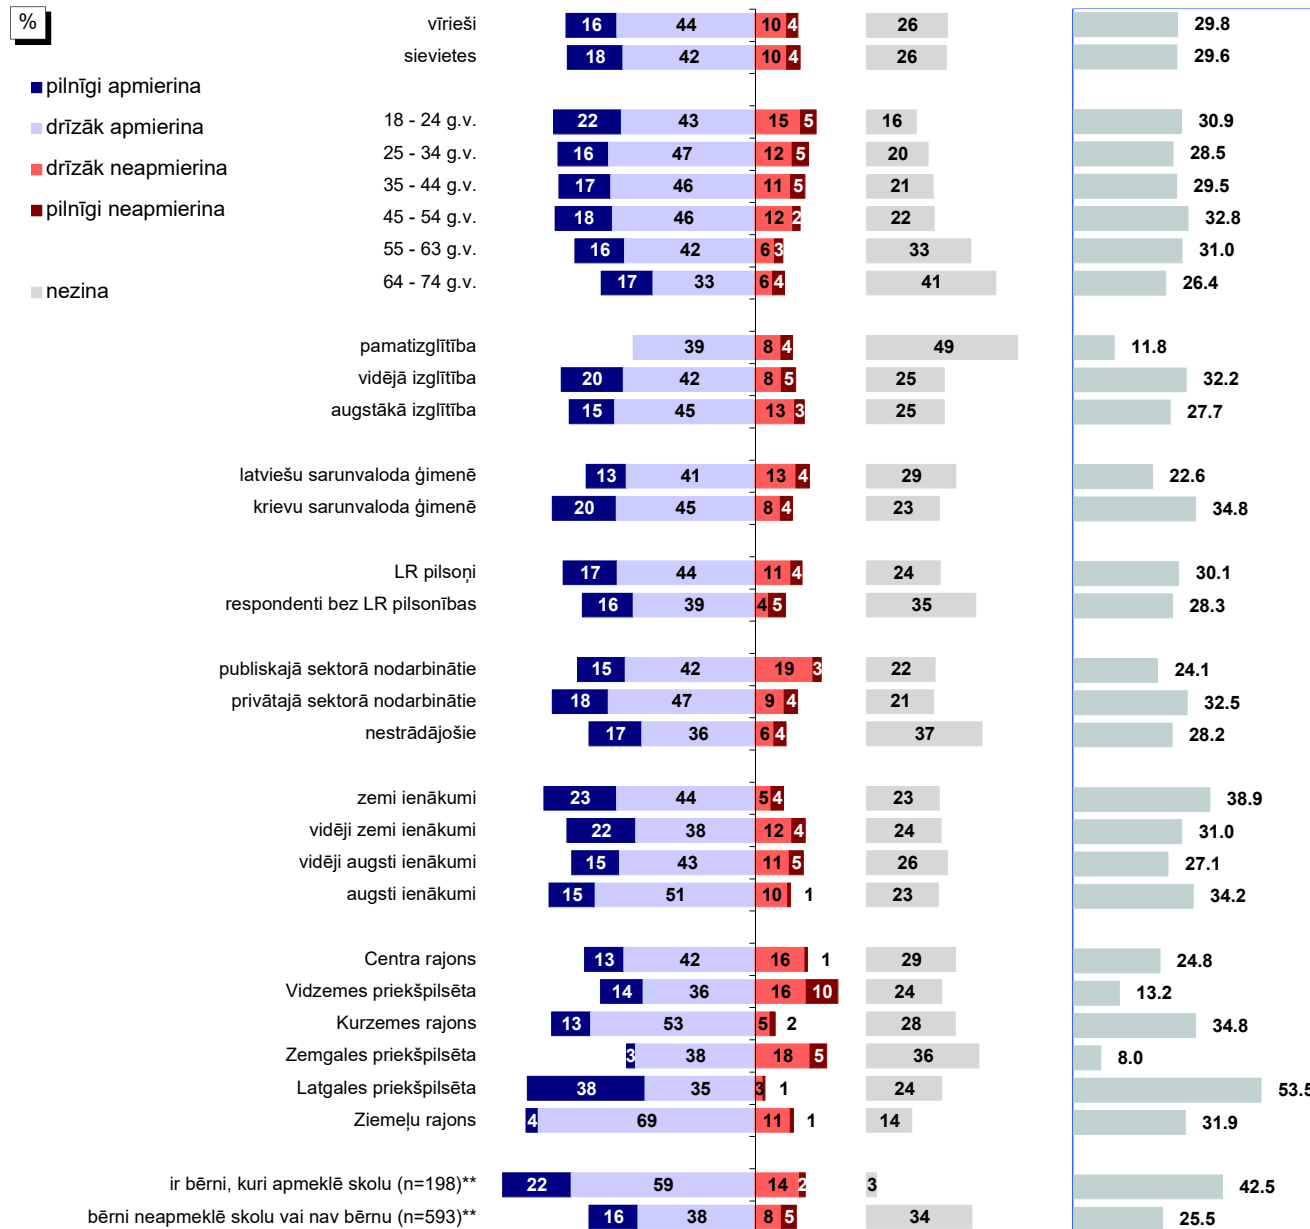 %
pilnīgi apmierina
drīzāk apmierina
drīzāk neapmierina
pilnīgi neapmierina
nezina
vīrieši 16 44 10 4 26 29.8
sievietes 18 42 10 4 26 29.6
18 - 24 g.v. 22 43 15 5 16 30.9
25 - 34 g.v. 16 47 12 5 20 28.5
35 - 44 g.v. 17 46 11 5 21 29.5
45 - 54 g.v. 18 46 12 2 22 32.8
55 - 63 g.v. 16 42 6 3 33 31.0
64 - 74 g.v. 17 33 6 4 41 26.4
pamatizglītība 39 8 4 49 11.8
vidējā izglītība 20 42 8 5 25 32.2
augstākā izglītība 15 45 13 3 25 27.7
latviešu sarunvaloda ģimenē 13 41 13 4 29 22.6
krievu sarunvaloda ģimenē 20 45 8 4 23 34.8
LR pilsoņi 17 44 11 4 24 30.1
respondenti bez LR pilsonības 16 39 4 5 35 28.3
publiskajā sektorā nodarbinātie 15 42 19 3 22 24.1
privātajā sektorā nodarbinātie 18 47 9 4 21 32.5
nestrādājošie 17 36 6 4 37 28.2
zemi ienākumi 23 44 5 4 23 38.9
vidēji zemi ienākumi 22 38 12 4 24 31.0
vidēji augsti ienākumi 15 43 11 5 26 27.1
augsti ienākumi 15 51 10 1 23 34.2
Centra rajons 13 42 16 1 29 24.8
Vidzemes priekšpilsēta 14 36 16 10 24 13.2
Kurzemes rajons 13 53 5 2 28 34.8
Zemgales priekšpilsēta 3 38 18 5 36 8.0
Latgales priekšpilsēta 38 35 3 1 24 53.5
Ziemeļu rajons 4 69 11 1 14 31.9
ir bērni, kuri apmeklē skolu (n=198)** 22 59 14 2 3 42.5
bērni neapmeklē skolu vai nav bērnu (n=593)** 16 38 8 5 34 25.5